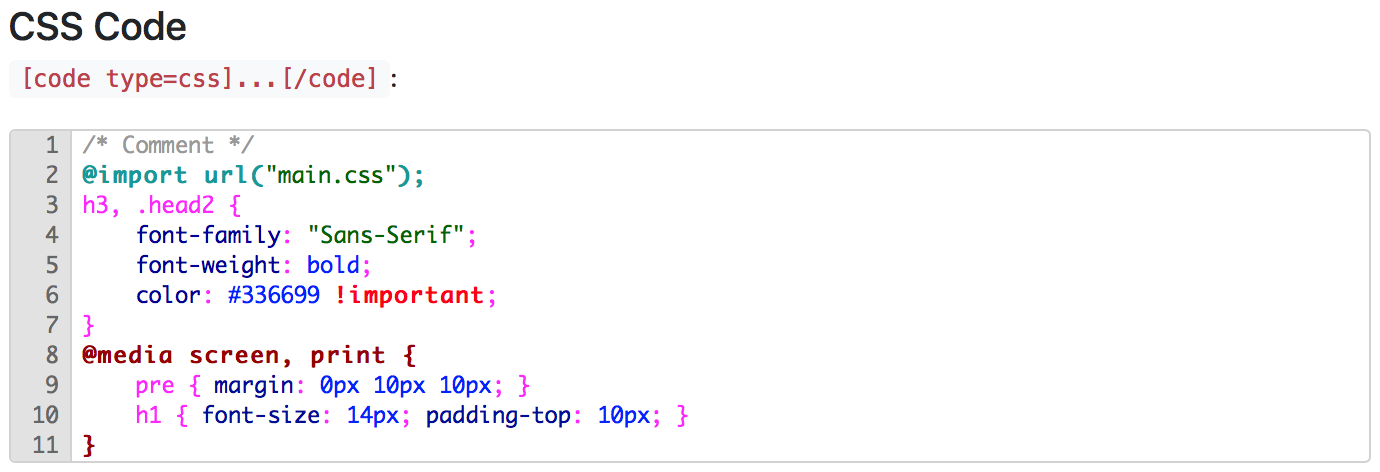 CSS Code
[code type=css]...[/code] :
1 /* Comment */
2 @import url("main.css");
3 h3, .head2 {
4     font-family: "Sans-Serif";
5     font-weight: bold;
6     color: #336699 !important;
7 }
8 @media screen, print {
9     pre { margin: 0px 10px 10px; }
10     h1 { font-size: 14px; padding-top: 10px; }
11 }